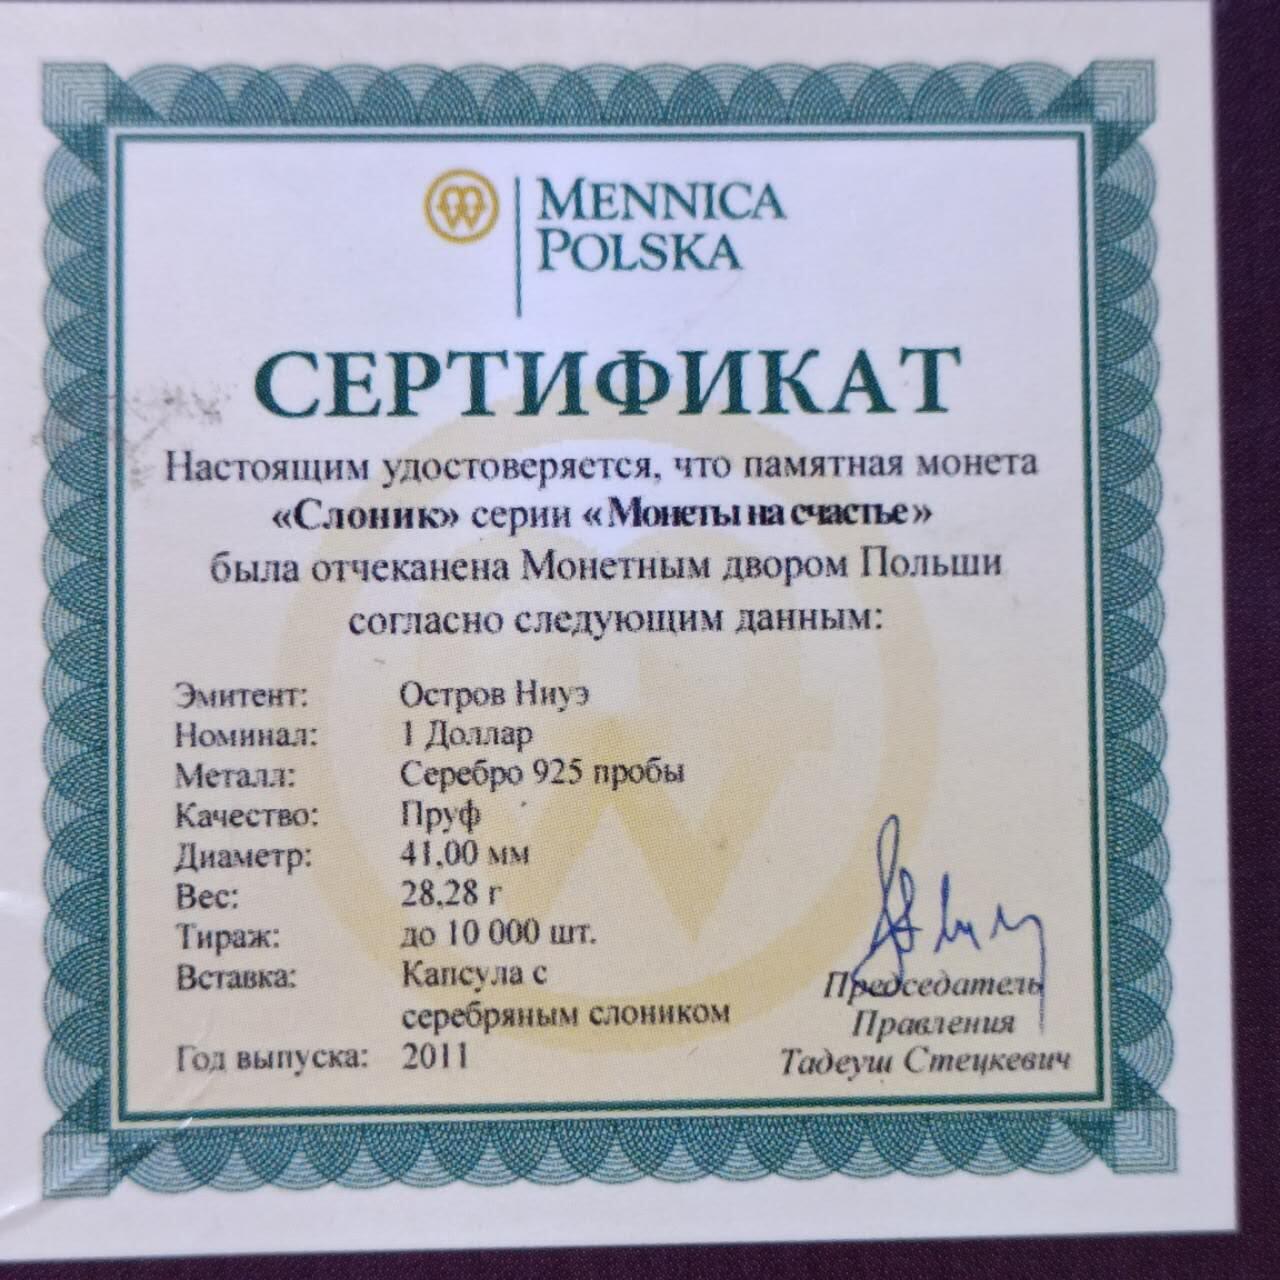 MENNICA
POLSKA
СЕРТИФИКАТ
Настоящим удостоверяется, что памятная монета
«Слоник» серии «Монеты на счастье»
была отчеканена Монетным двором Польши
согласно следующим данным:
Эмитент: Остров Ниуэ
Номинал: 1 Доллар
Металл: Серебро 925 пробы
Качество: Пруф
Диаметр: 41,00 мм
Вес: 28,28 г
Тираж: до 10 000 шт.
Вставка: Капсула с
серебряным слоником
Год выпуска: 2011
Председатель
Правления
Тадеуш Стецкевич